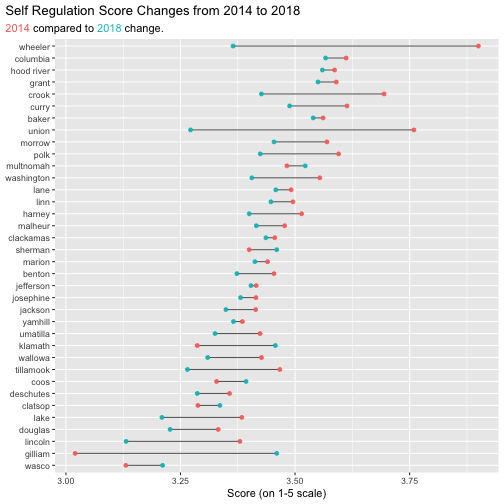 Self Regulation Score Changes from 2014 to 2018
2014 compared to 2018 change.
wheeler
columbia
hood river
grant
crook
curry
baker
union
morrow
polk
multnomah
washington
lane
linn
harney
malheur
clackamas
sherman
marion
benton
jefferson
josephine
jackson
yamhill
umatilla
klamath
wallowa
tillamook
coos
deschutes
clatsop
lake
douglas
lincoln
gilliam
wasco
3.00 3.25 3.50 3.75
Score (on 1-5 scale)